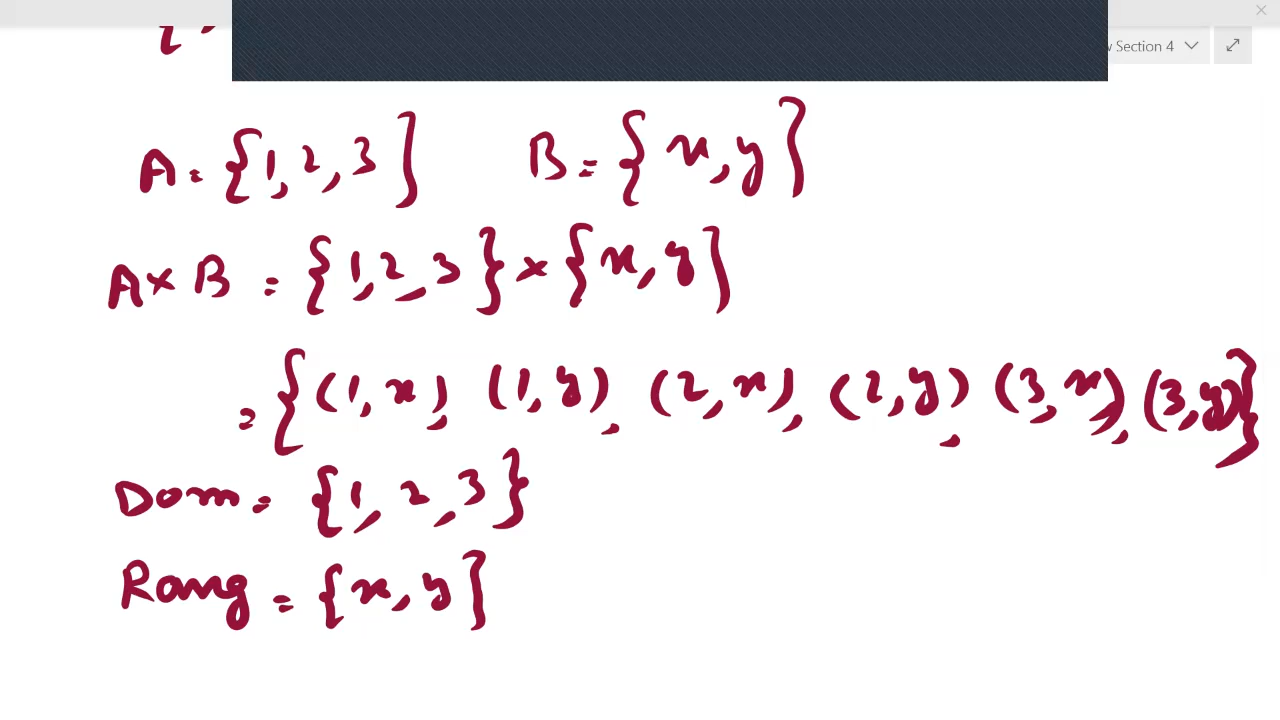 w Section 4
A = {1, 2, 3} B = {x, y}
A × B = {1, 2, 3} × {x, y}
= {(1, x), (1, y), (2, x), (2, y), (3, x), (3, y)}
Dom = {1, 2, 3}
Rang = {x, y}